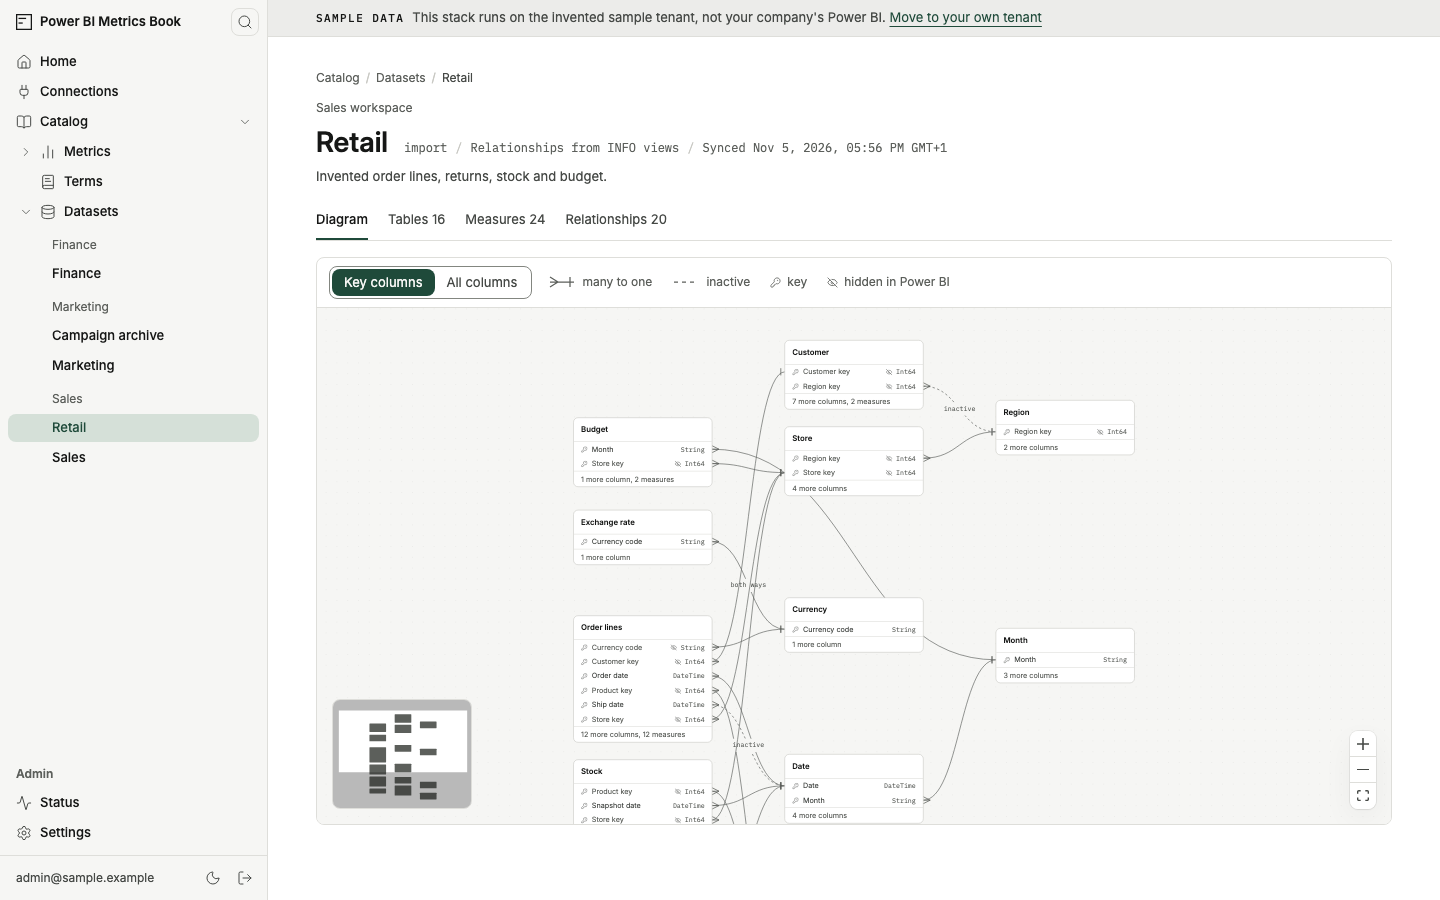 Power BI Metrics Book
Home
Connections
Catalog
Metrics
Terms
Datasets
Finance
Finance
Marketing
Campaign archive
Marketing
Sales
Retail
Sales
Admin
Status
Settings
admin@sample.example
SAMPLE DATA This stack runs on the invented sample tenant, not your company's Power BI. Move to your own tenant
Catalog / Datasets / Retail
Sales workspace
Retail import / Relationships from INFO views / Synced Nov 5, 2026, 05:56 PM GMT+1
Invented order lines, returns, stock and budget.
Diagram Tables 16 Measures 24 Relationships 20
Key columns All columns many to one inactive key hidden in Power BI
Customer
Customer key Int64
Region key Int64
7 more columns, 2 measures
inactive
Region
Region key Int64
2 more columns
Budget
Month String
Store key Int64
1 more column, 2 measures
Store
Region key Int64
Store key Int64
4 more columns
Exchange rate
Currency code String
1 more column
both ways
Currency
Currency code String
1 more column
Order lines
Currency code String
Customer key Int64
Order date DateTime
Product key Int64
Ship date DateTime
Store key Int64
12 more columns, 12 measures
Month
Month String
3 more columns
inactive
Stock
Product key Int64
Snapshot date DateTime
Store key Int64
Date
Date DateTime
Month String
4 more columns